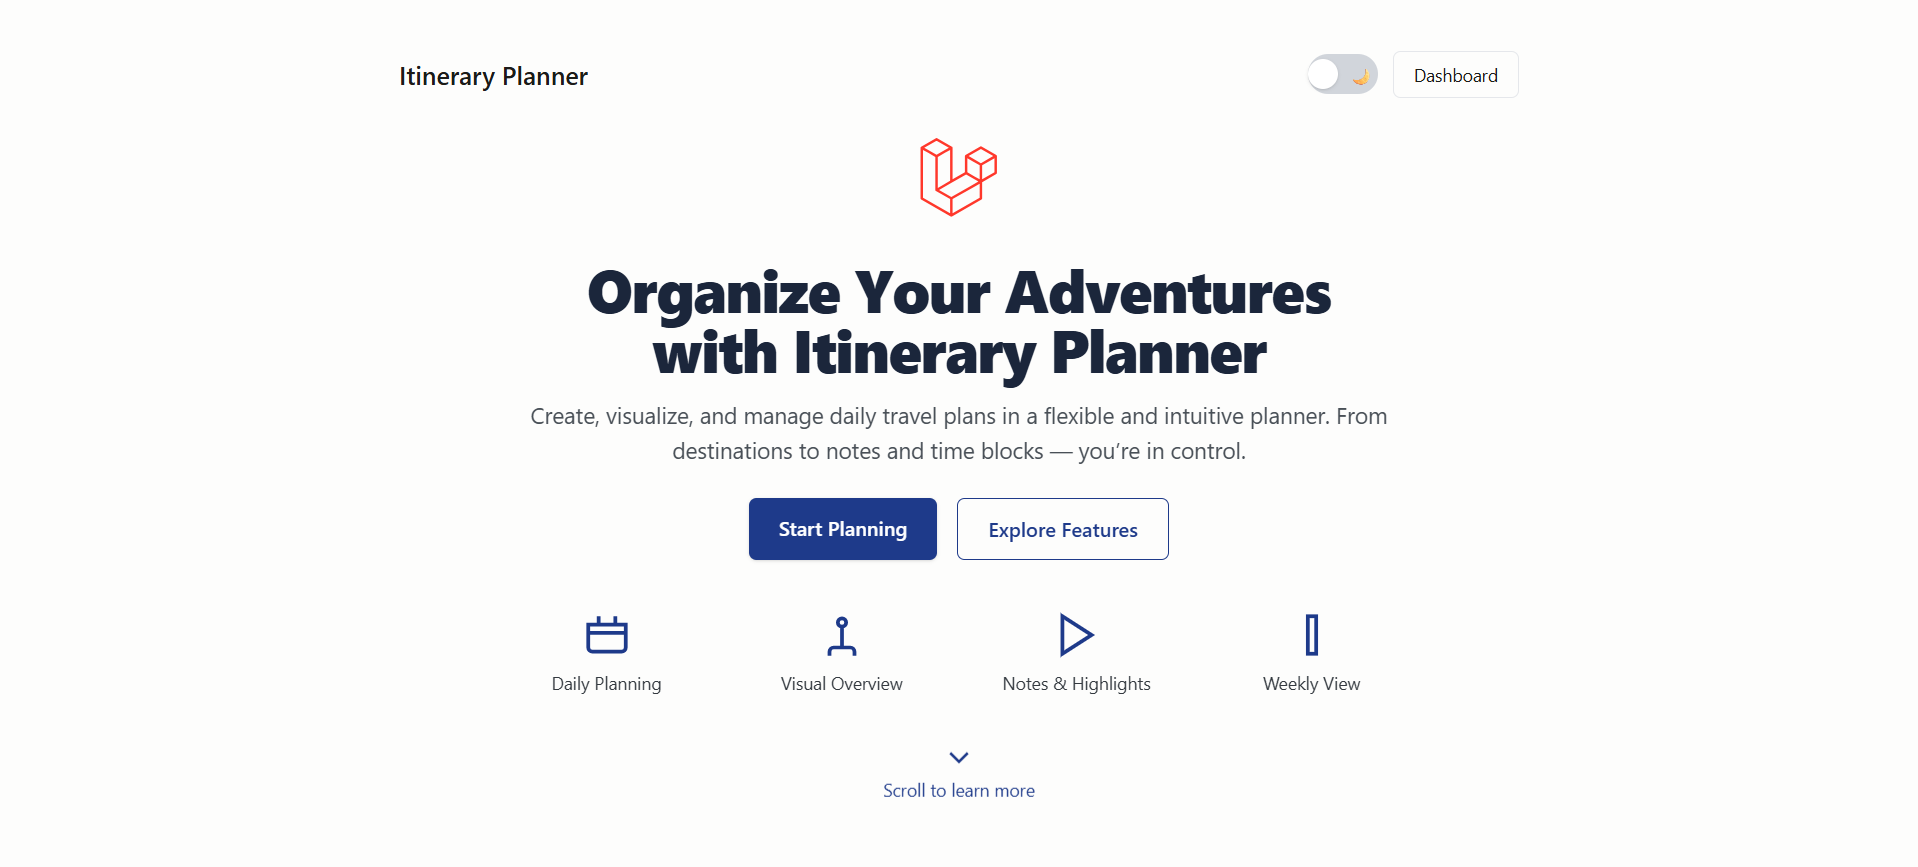 Itinerary Planner
Dashboard
Organize Your Adventures
with Itinerary Planner
Create, visualize, and manage daily travel plans in a flexible and intuitive planner. From
destinations to notes and time blocks — you’re in control.
Start Planning
Explore Features
Daily Planning
Visual Overview
Notes & Highlights
Weekly View
Scroll to learn more